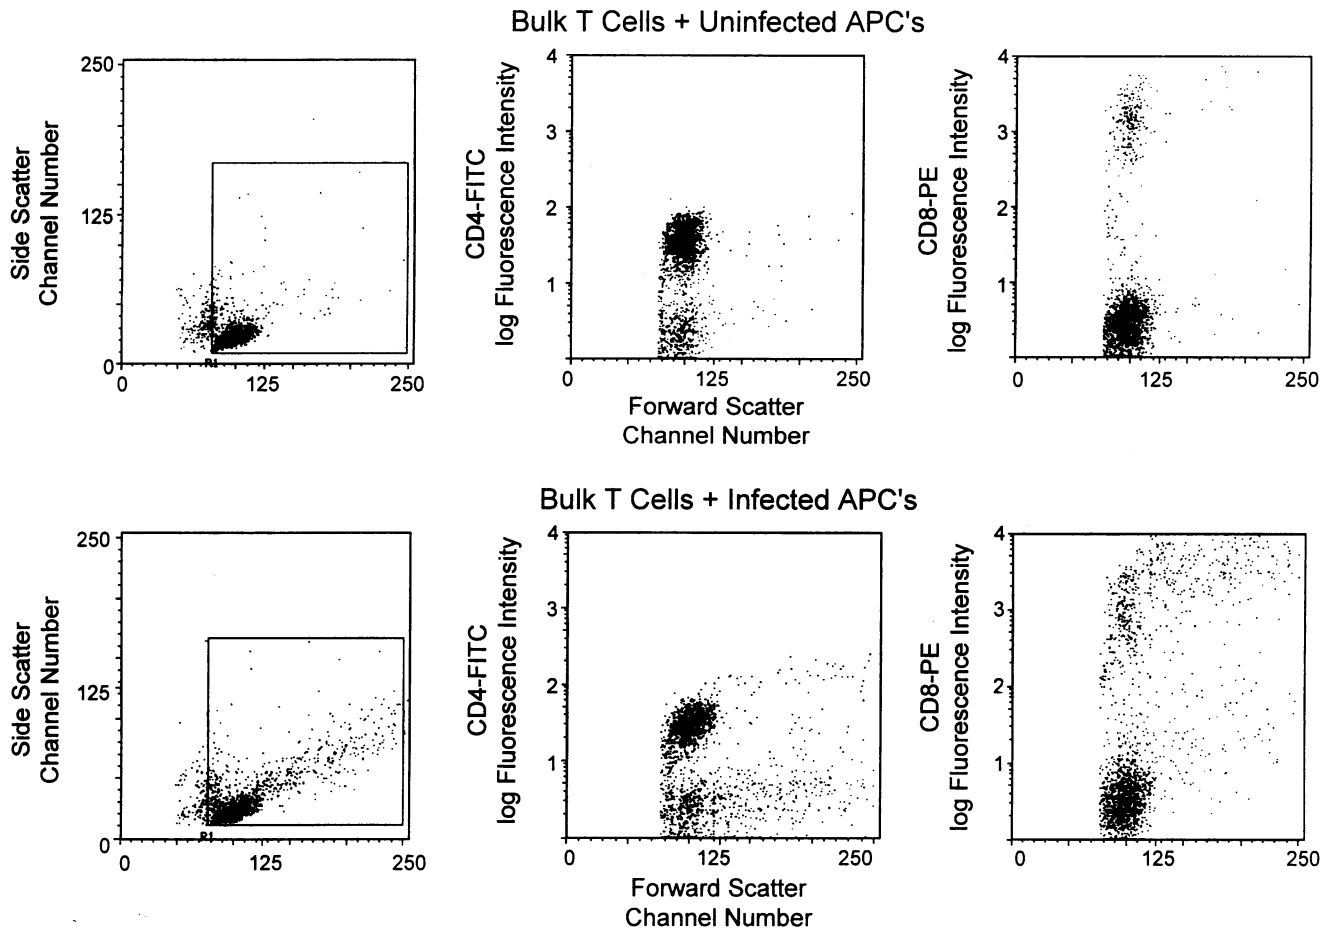 Bulk T Cells + Uninfected APC's
250
125
0
0
125
250
Side Scatter
Channel Number
R1
4
3
2
1
0
125
250
CD4-FITC
log Fluorescence Intensity
Forward Scatter
Channel Number
4
3
2
1
0
125
250
CD8-PE
log Fluorescence Intensity
Bulk T Cells + Infected APC's
250
125
0
0
125
250
Side Scatter
Channel Number
R1
4
3
2
1
0
125
250
CD4-FITC
log Fluorescence Intensity
Forward Scatter
Channel Number
4
3
2
1
0
125
250
CD8-PE
log Fluorescence Intensity